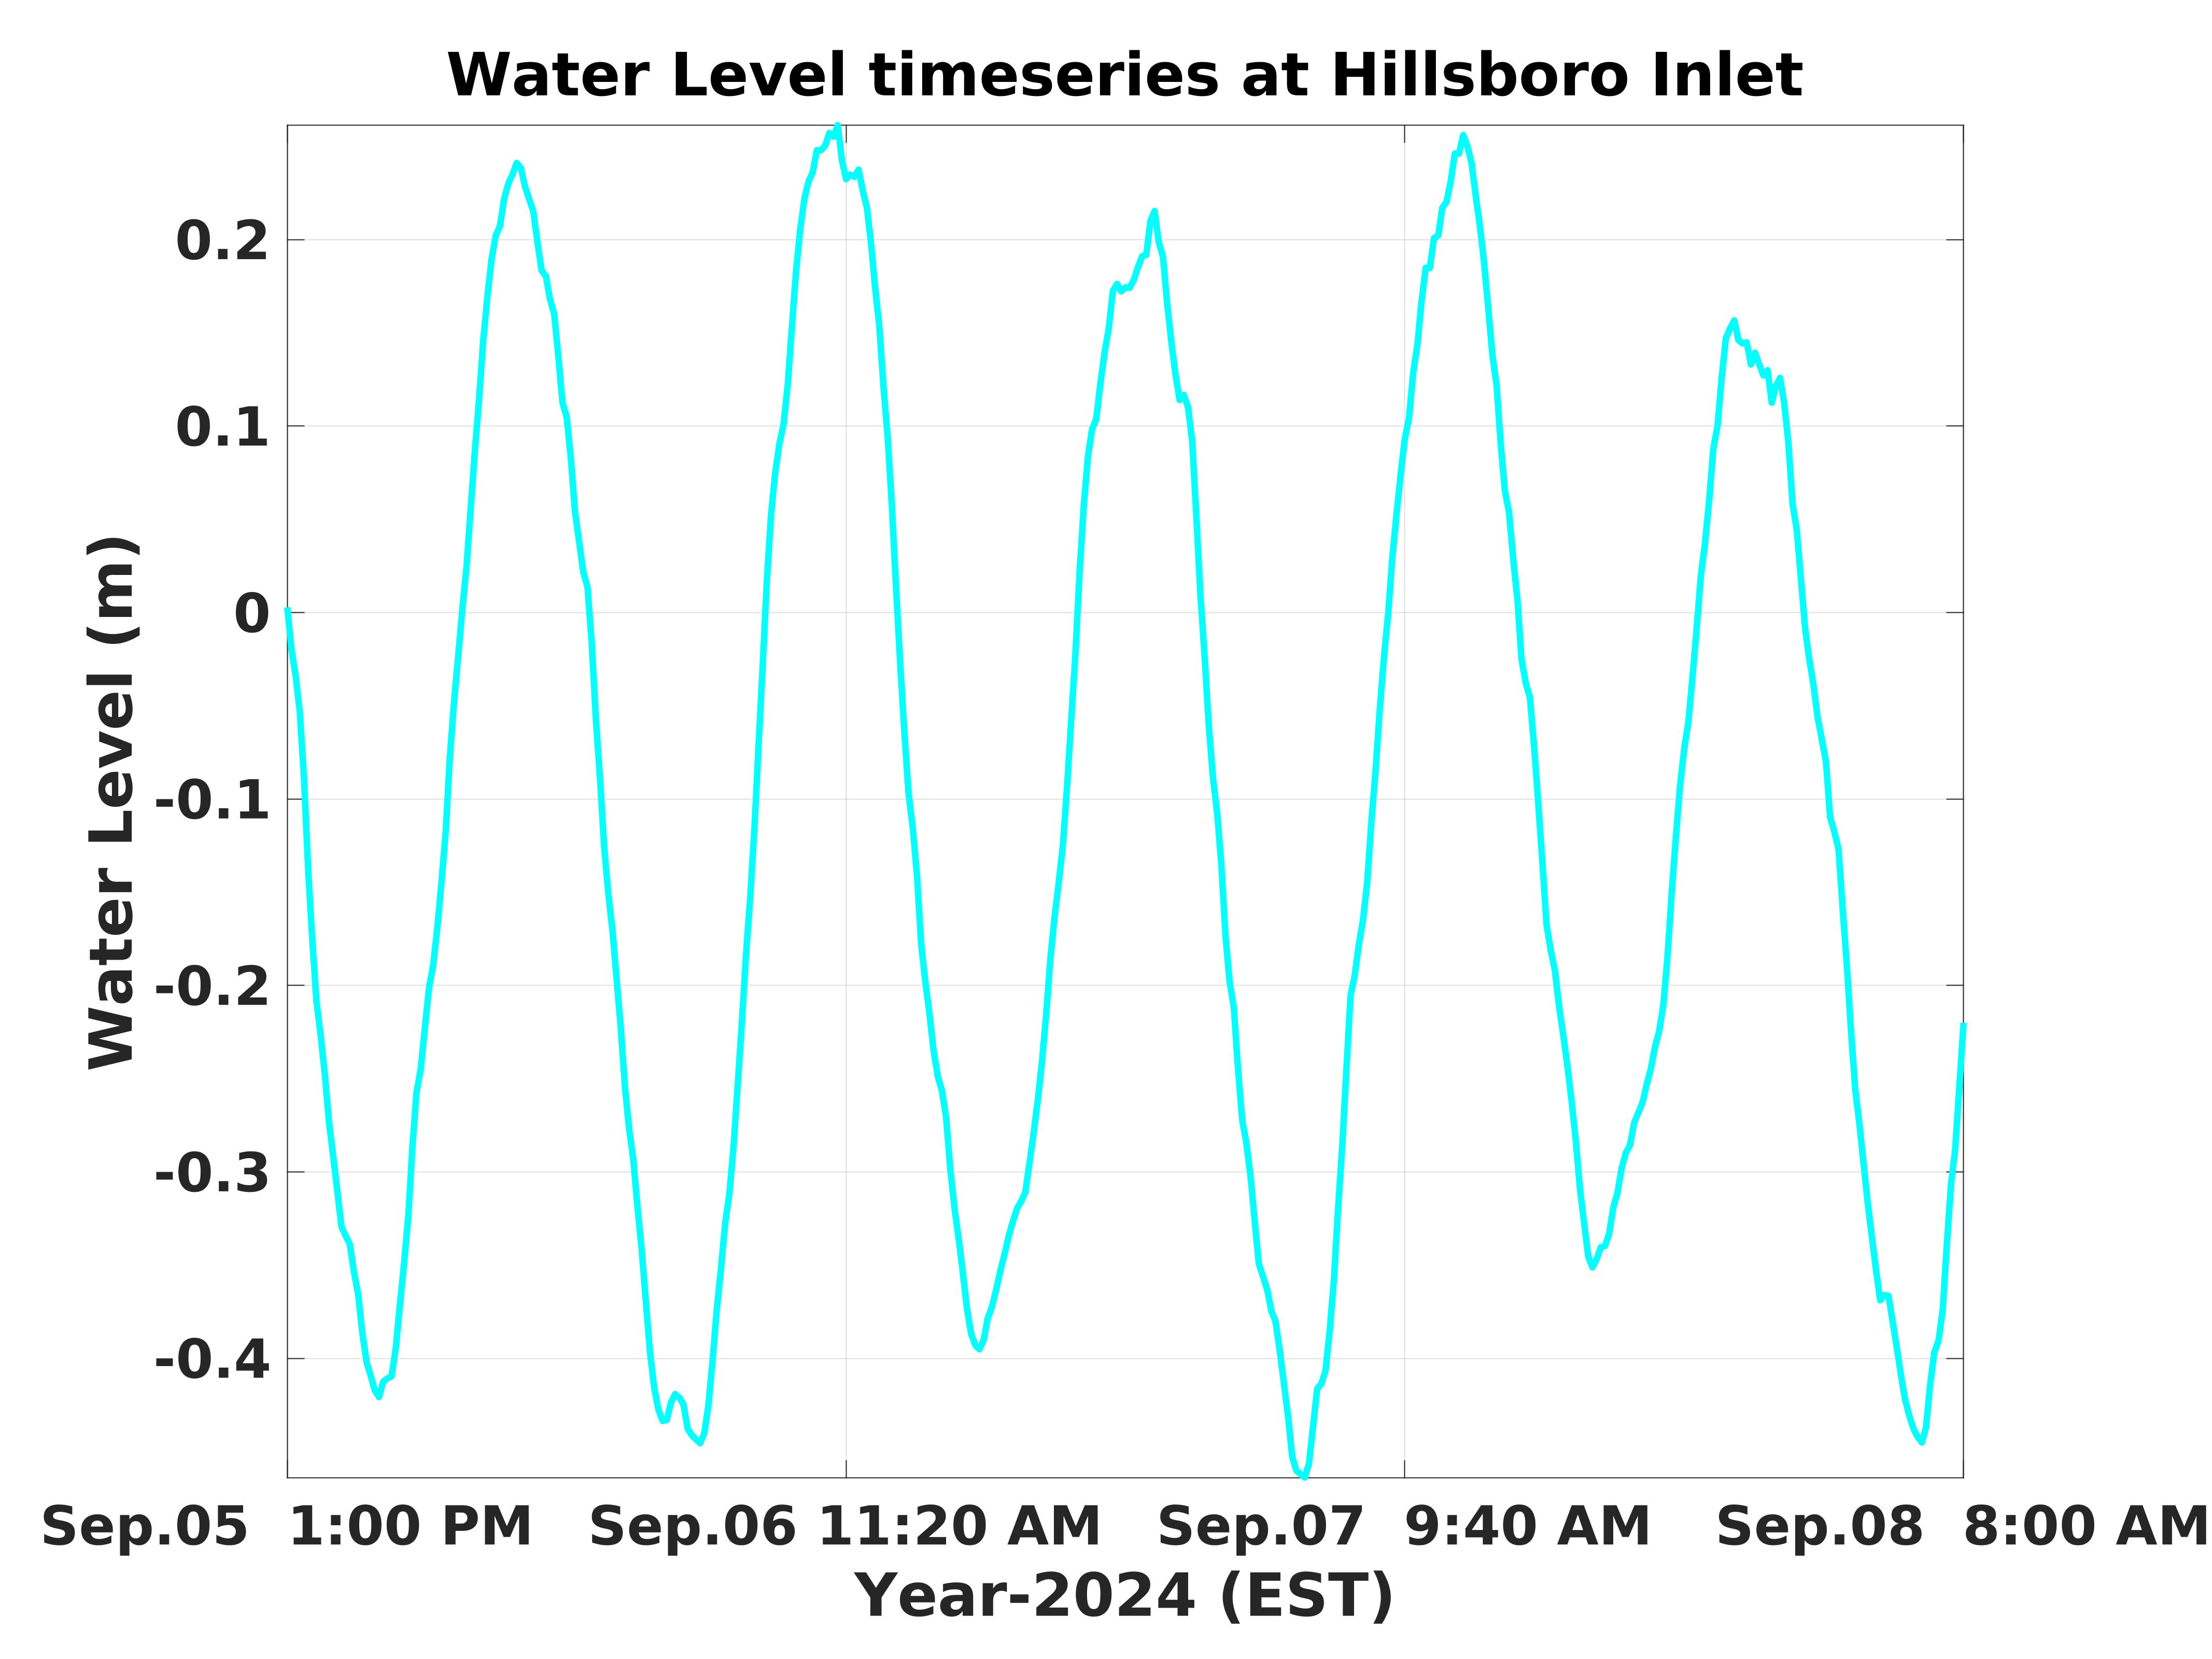 Water Level timeseries at Hillsboro Inlet
Water Level (m)
0.2
0.1
0
-0.1
-0.2
-0.3
-0.4
Sep.05 1:00 PM Sep.06 11:20 AM Sep.07 9:40 AM Sep.08 8:00 AM
Year-2024 (EST)